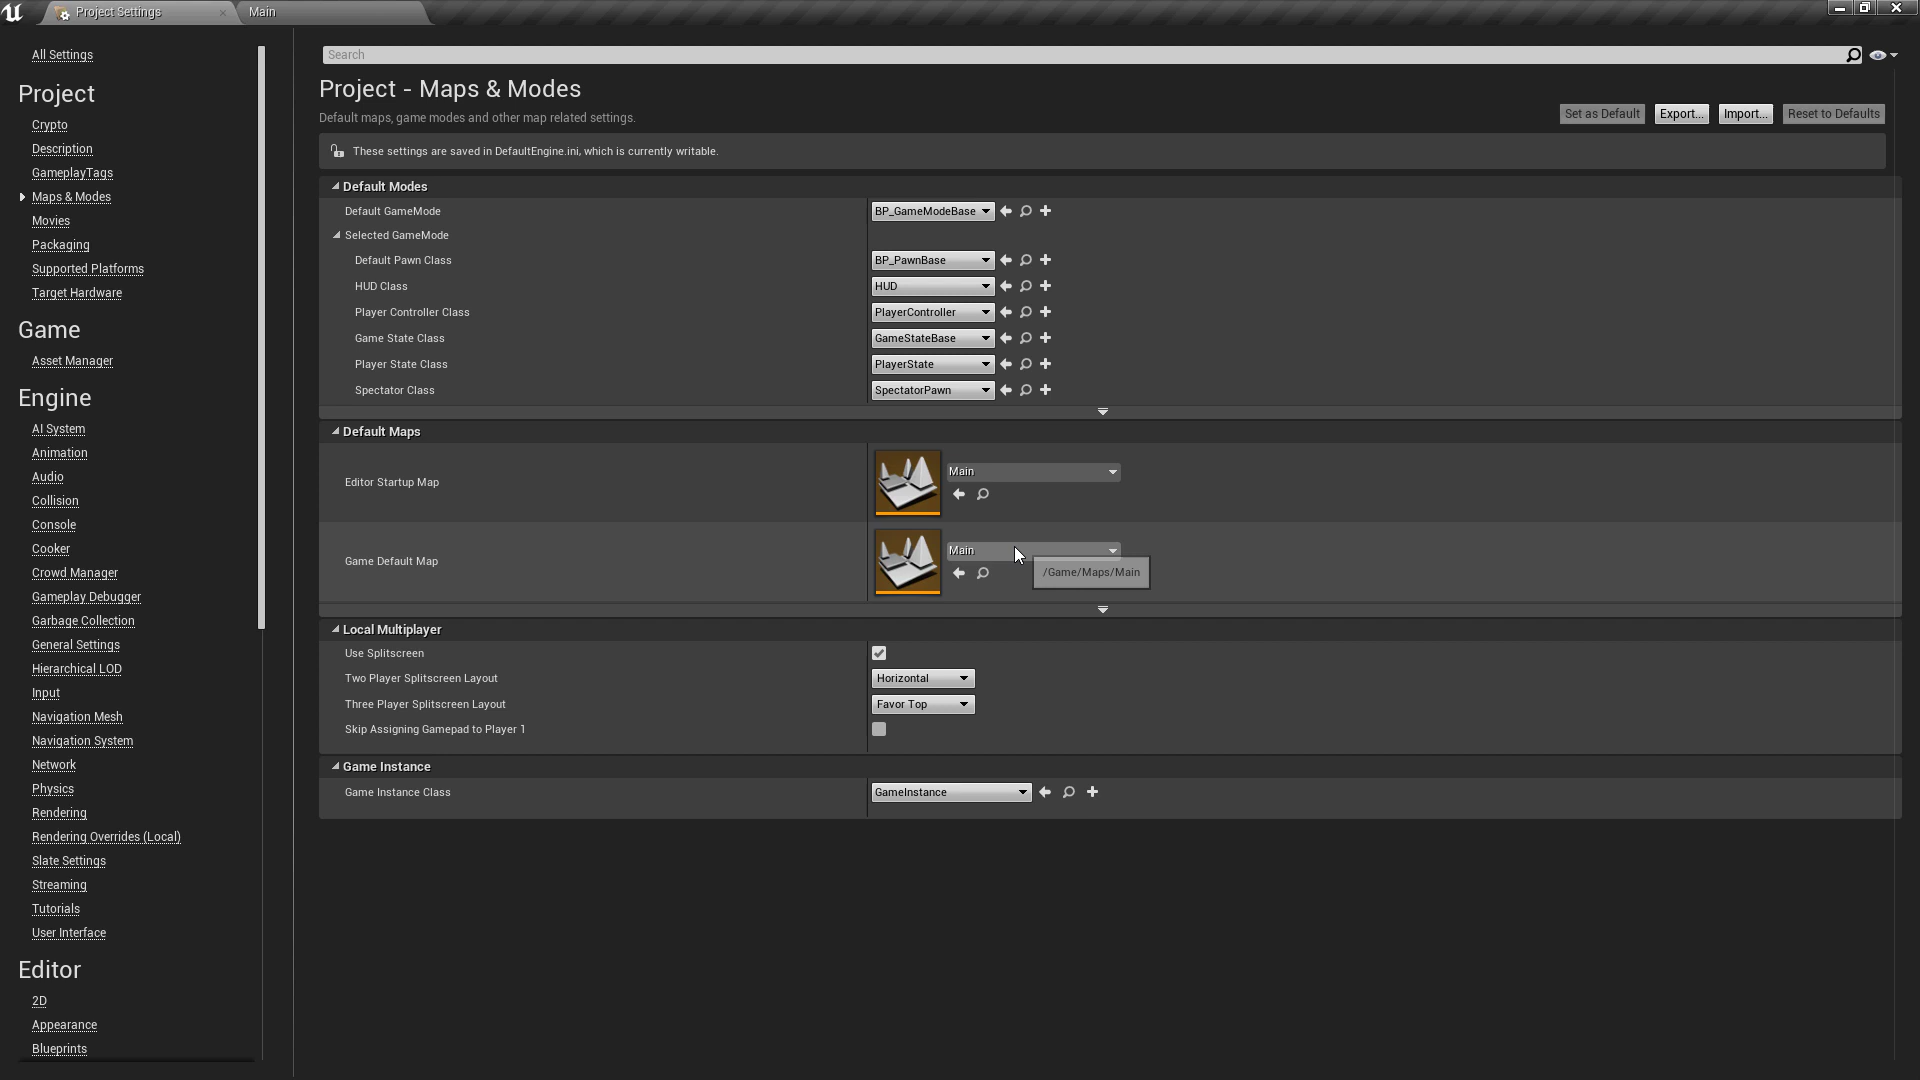 Project Settings
Main
All Settings
Project
Crypto
Description
GameplayTags
Maps & Modes
Movies
Packaging
Supported Platforms
Target Hardware
Game
Asset Manager
Engine
AI System
Animation
Audio
Collision
Console
Cooker
Crowd Manager
Gameplay Debugger
Garbage Collection
General Settings
Hierarchical LOD
Input
Navigation Mesh
Navigation System
Network
Physics
Rendering
Rendering Overrides (Local)
Slate Settings
Streaming
Tutorials
User Interface
Editor
2D
Appearance
Blueprints
Search
Project - Maps & Modes
Default maps, game modes and other map related settings.
Set as Default
Export...
Import...
Reset to Defaults
These settings are saved in DefaultEngine.ini, which is currently writable.
Default Modes
Default GameMode
BP_GameModeBase
Selected GameMode
Default Pawn Class
BP_PawnBase
HUD Class
HUD
Player Controller Class
PlayerController
Game State Class
GameStateBase
Player State Class
PlayerState
Spectator Class
SpectatorPawn
Default Maps
Editor Startup Map
Main
Game Default Map
Main
/Game/Maps/Main
Local Multiplayer
Use Splitscreen
Two Player Splitscreen Layout
Horizontal
Three Player Splitscreen Layout
Favor Top
Skip Assigning Gamepad to Player 1
Game Instance
Game Instance Class
GameInstance